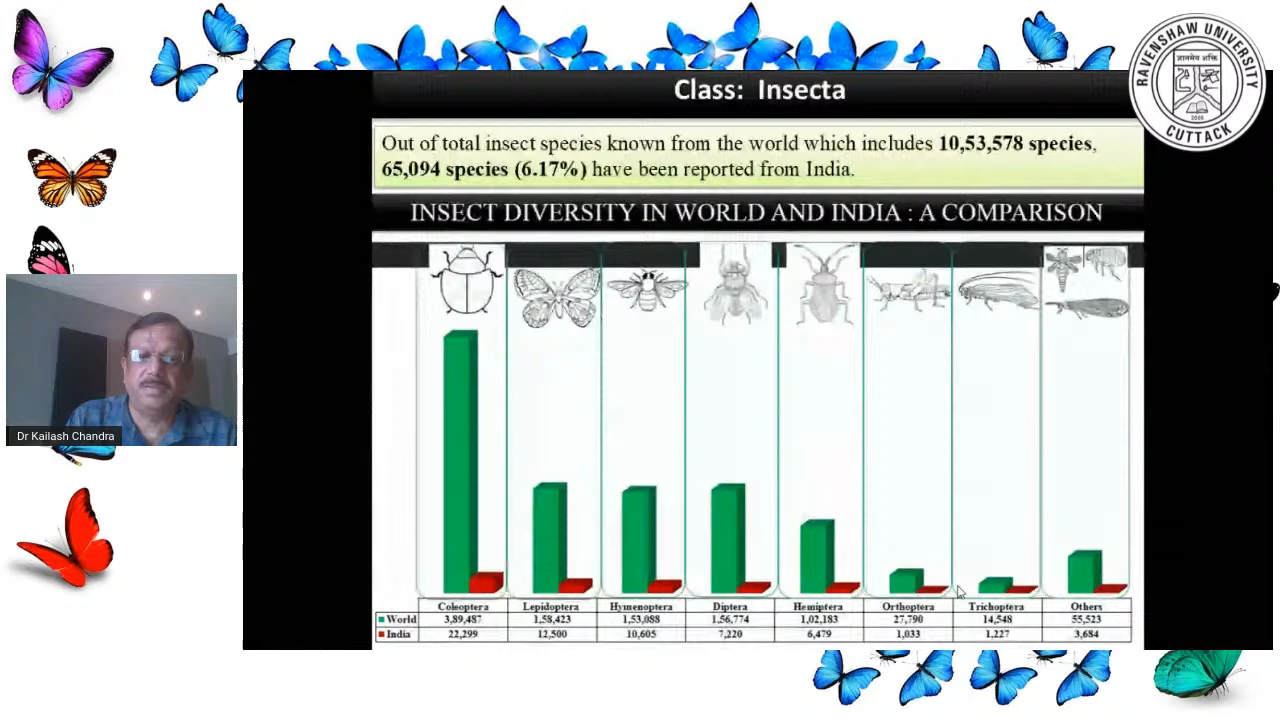 Class: Insecta
RAVENSHAW UNIVERSITY
ज्ञानमेव शक्ति
2006
CUTTACK
Out of total insect species known from the world which includes 10,53,578 species,
65,094 species (6.17%) have been reported from India.
INSECT DIVERSITY IN WORLD AND INDIA : A COMPARISON
Dr Kailash Chandra
Coleoptera Lepidoptera Hymenoptera Diptera Hemiptera Orthoptera Trichoptera Others
World 3,89,487 1,58,423 1,53,088 1,56,774 1,02,183 27,790 14,548 55,523
India 22,299 12,500 10,605 7,220 6,479 1,033 1,227 3,684